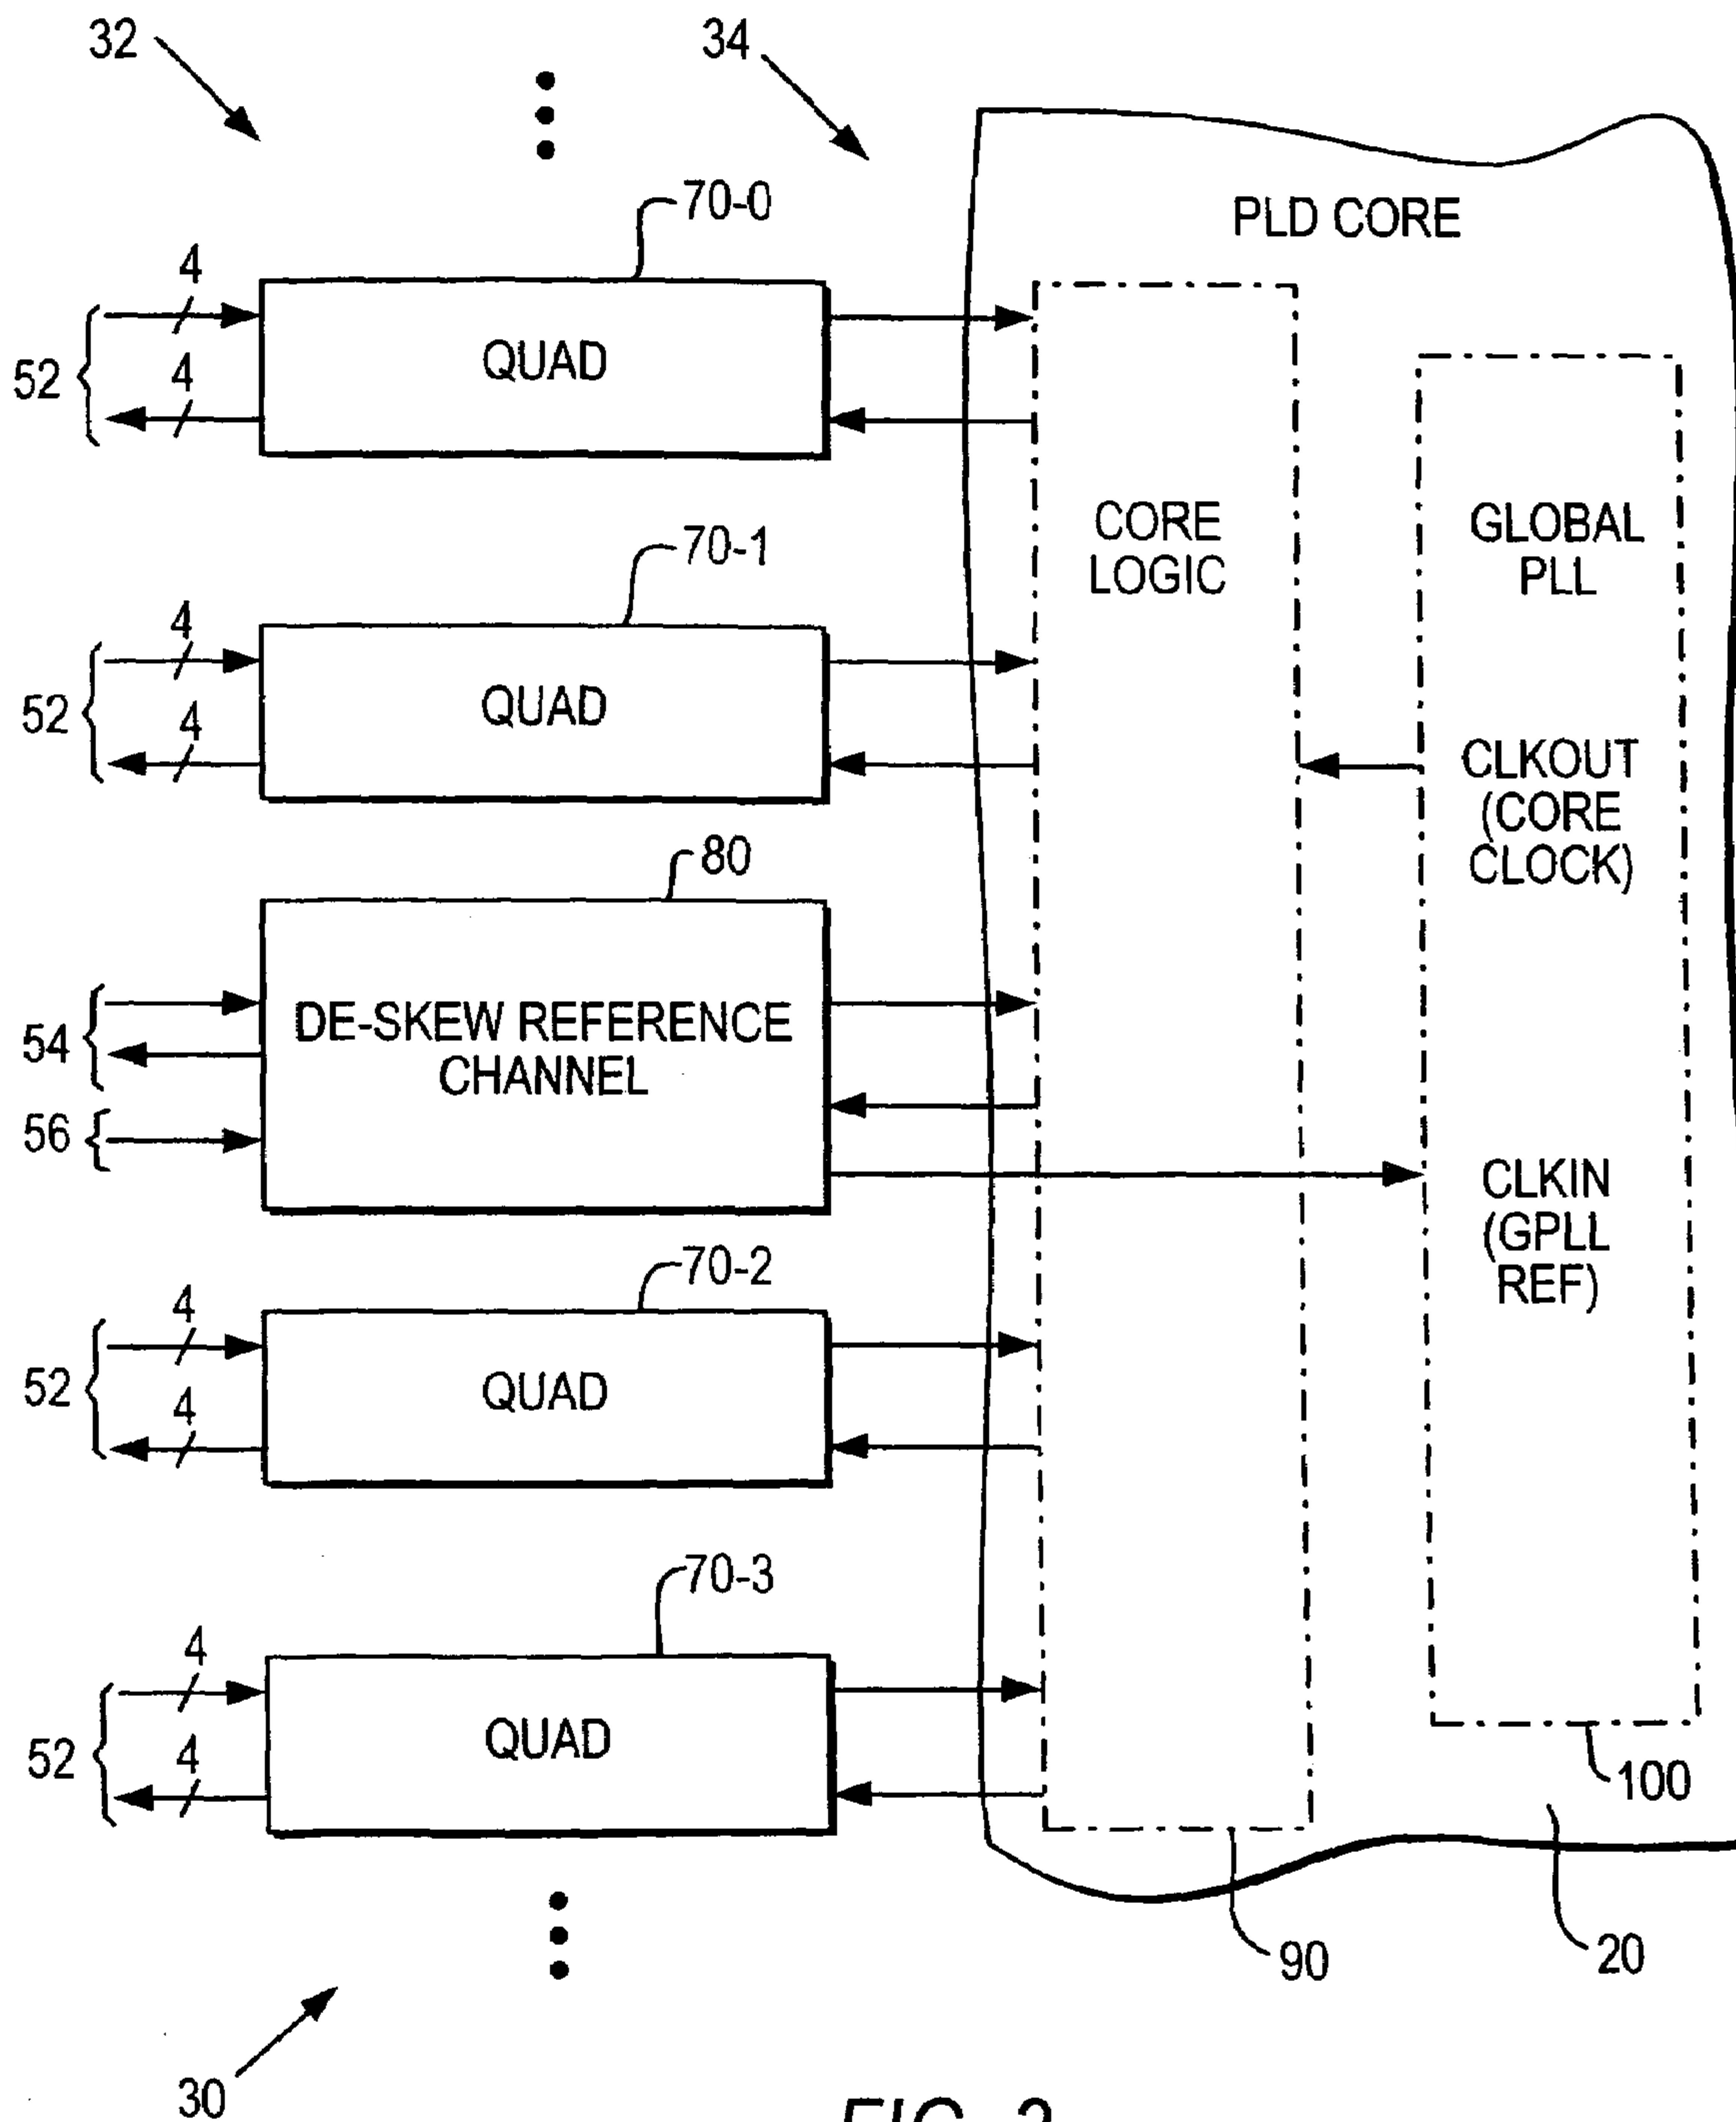 32
34
70-0
PLD CORE
4
52
4
QUAD
CORE
LOGIC
GLOBAL
PLL
70-1
4
52
4
QUAD
CLKOUT
(CORE
CLOCK)
80
54
56
DE-SKEW REFERENCE
CHANNEL
CLKIN
(GPLL
REF)
70-2
4
52
4
QUAD
70-3
4
52
4
QUAD
100
90
20
30